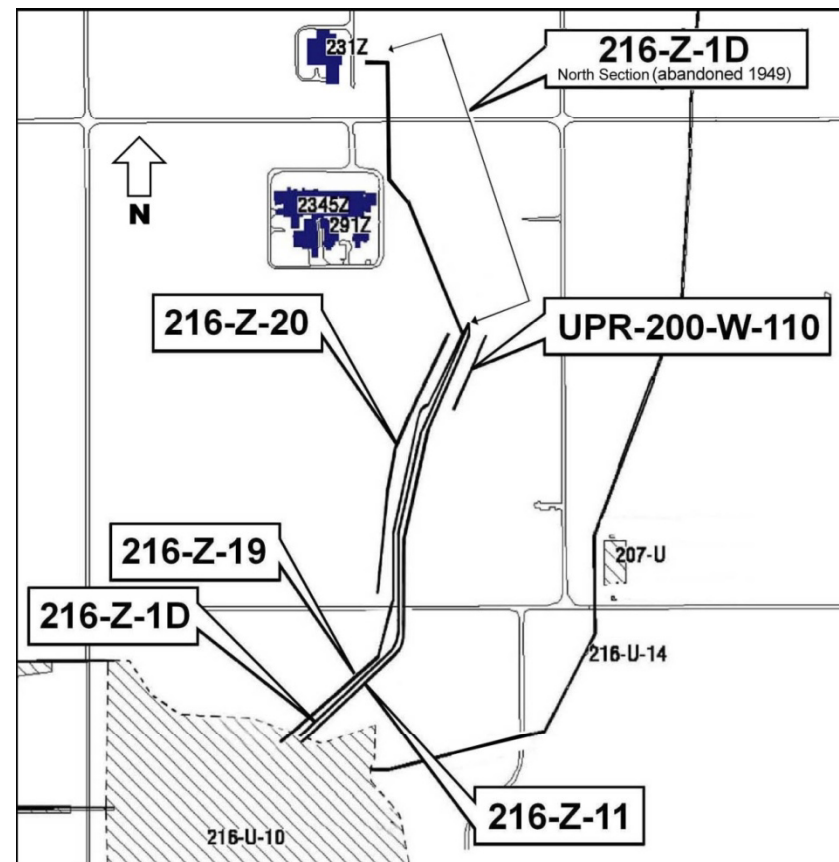 231Z
216-Z-1D
North Section (abandoned 1949)
N
2345Z
291Z
216-Z-20
UPR-200-W-110
216-Z-19
207-U
216-Z-1D
216-U-14
216-Z-11
216-U-10